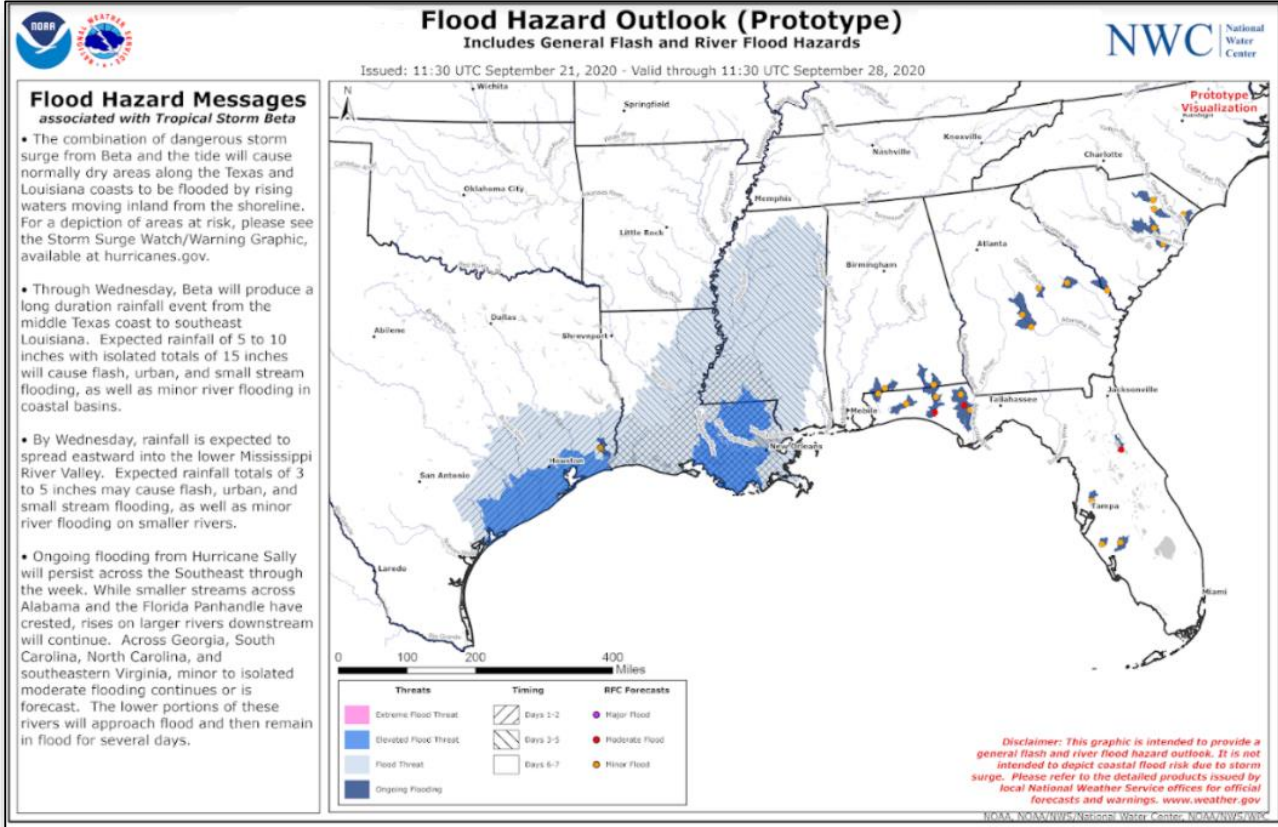 NOAA
Flood Hazard Outlook (Prototype)
Includes General Flash and River Flood Hazards
Issued: 11:30 UTC September 21, 2020 - Valid through 11:30 UTC September 28, 2020
NWC National
Water
Center
Flood Hazard Messages
associated with Tropical Storm Beta
• The combination of dangerous storm
surge from Beta and the tide will cause
normally dry areas along the Texas and
Louisiana coasts to be flooded by rising
waters moving inland from the shoreline.
For a depiction of areas at risk, please see
the Storm Surge Watch/Warning Graphic,
available at hurricanes.gov.
• Through Wednesday, Beta will produce a
long duration rainfall event from the
middle Texas coast to southeast
Louisiana. Expected rainfall of 5 to 10
inches with isolated totals of 15 inches
will cause flash, urban, and small stream
flooding, as well as minor river flooding in
coastal basins.
• By Wednesday, rainfall is expected to
spread eastward into the lower Mississippi
River Valley. Expected rainfall totals of 3
to 5 inches may cause flash, urban, and
small stream flooding, as well as minor
river flooding on smaller rivers.
• Ongoing flooding from Hurricane Sally
will persist across the Southeast through
the week. While smaller streams across
Alabama and the Florida Panhandle have
crested, rises on larger rivers downstream
will continue. Across Georgia, South
Carolina, North Carolina, and
southeastern Virginia, minor to isolated
moderate flooding continues or is
forecast. The lower portions of these
rivers will approach flood and then remain
in flood for several days.
N
Wichita
Springfield
Prototype
Visualization
Raleigh
Knoxville
Nashville
Charlotte
Oklahoma City
Memphis
Little Rock
Atlanta
Birmingham
Dallas
Abilene
Shreveport
Jacksonville
Tallahassee
Mobile
New Orleans
Houston
San Antonio
Tampa
Laredo
Miami
Rio Grande
0 100 200 400
Miles
Threats
Extreme Flood Threat
Elevated Flood Threat
Flood Threat
Ongoing Flooding
Timing
Days 1-2
Days 3-5
Days 6-7
RFC Forecasts
Major Flood
Moderate Flood
Minor Flood
Disclaimer: This graphic is intended to provide a
general flash and river flood hazard outlook. It is not
intended to depict coastal flood risk due to storm
surge. Please refer to the detailed products issued by
local National Weather Service offices for official
forecasts and warnings. www.weather.gov
NOAA, NOAA/NWS/National Water Center, NOAA/NWS/WPC